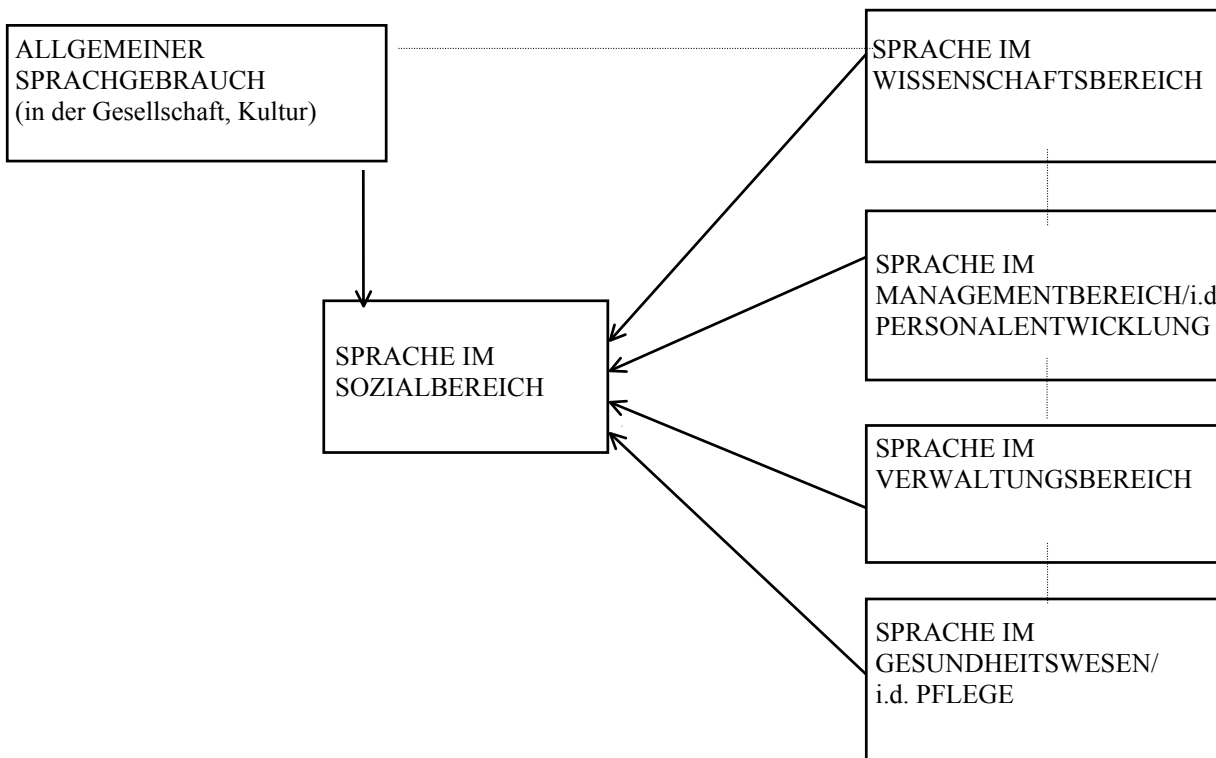 ALLGEMEINER
SPRACHGEBRAUCH
(in der Gesellschaft, Kultur)
SPRACHE IM
WISSENSCHAFTSBEREICH
SPRACHE IM
MANAGEMENTBEREICH/i.d
PERSONALENTWICKLUNG
SPRACHE IM
SOZIALBEREICH
SPRACHE IM
VERWALTUNGSBEREICH
SPRACHE IM
GESUNDHEITSWESEN/
i.d. PFLEGE